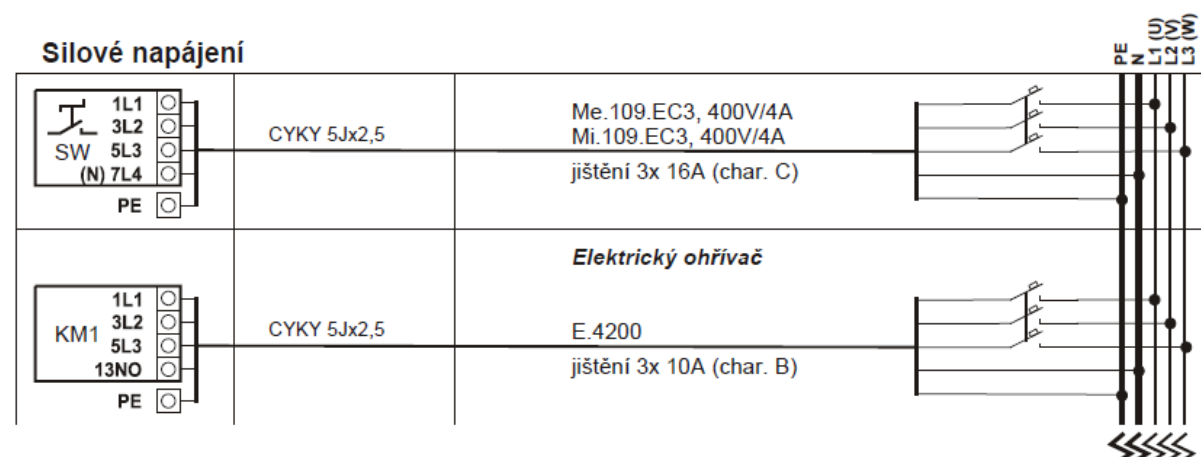 Silové napájení
PE
N
L1 (U)
L2 (V)
L3 (W)
1L1
3L2
SW 5L3
(N) 7L4
PE
CYKY 5Jx2,5
Me.109.EC3, 400V/4A
Mi.109.EC3, 400V/4A
jištění 3x 16A (char. C)
Elektrický ohřívač
1L1
KM1 3L2
5L3
13NO
PE
CYKY 5Jx2,5
E.4200
jištění 3x 10A (char. B)